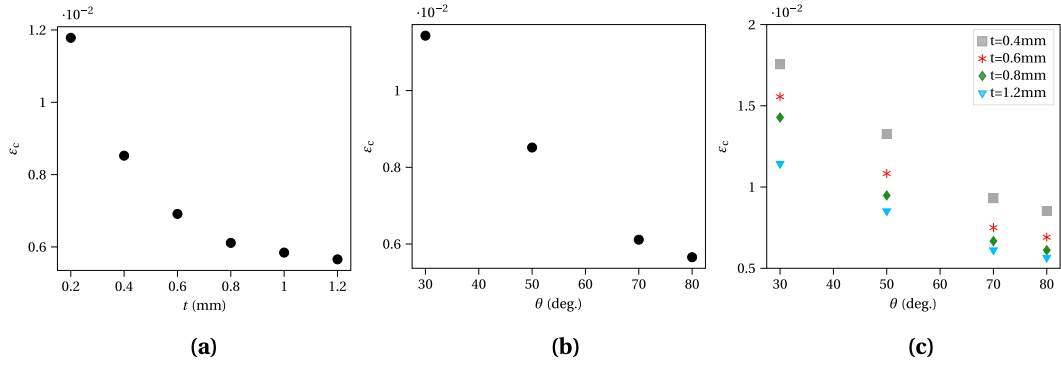 ·10⁻²
1.2
1
0.8
0.6
εc
0.2 0.4 0.6 0.8 1 1.2
t (mm)
(a)
·10⁻²
1
0.8
0.6
εc
30 40 50 60 70 80
θ (deg.)
(b)
·10⁻²
2
1.5
1
0.5
εc
t=0.4mm
t=0.6mm
t=0.8mm
t=1.2mm
30 40 50 60 70 80
θ (deg.)
(c)